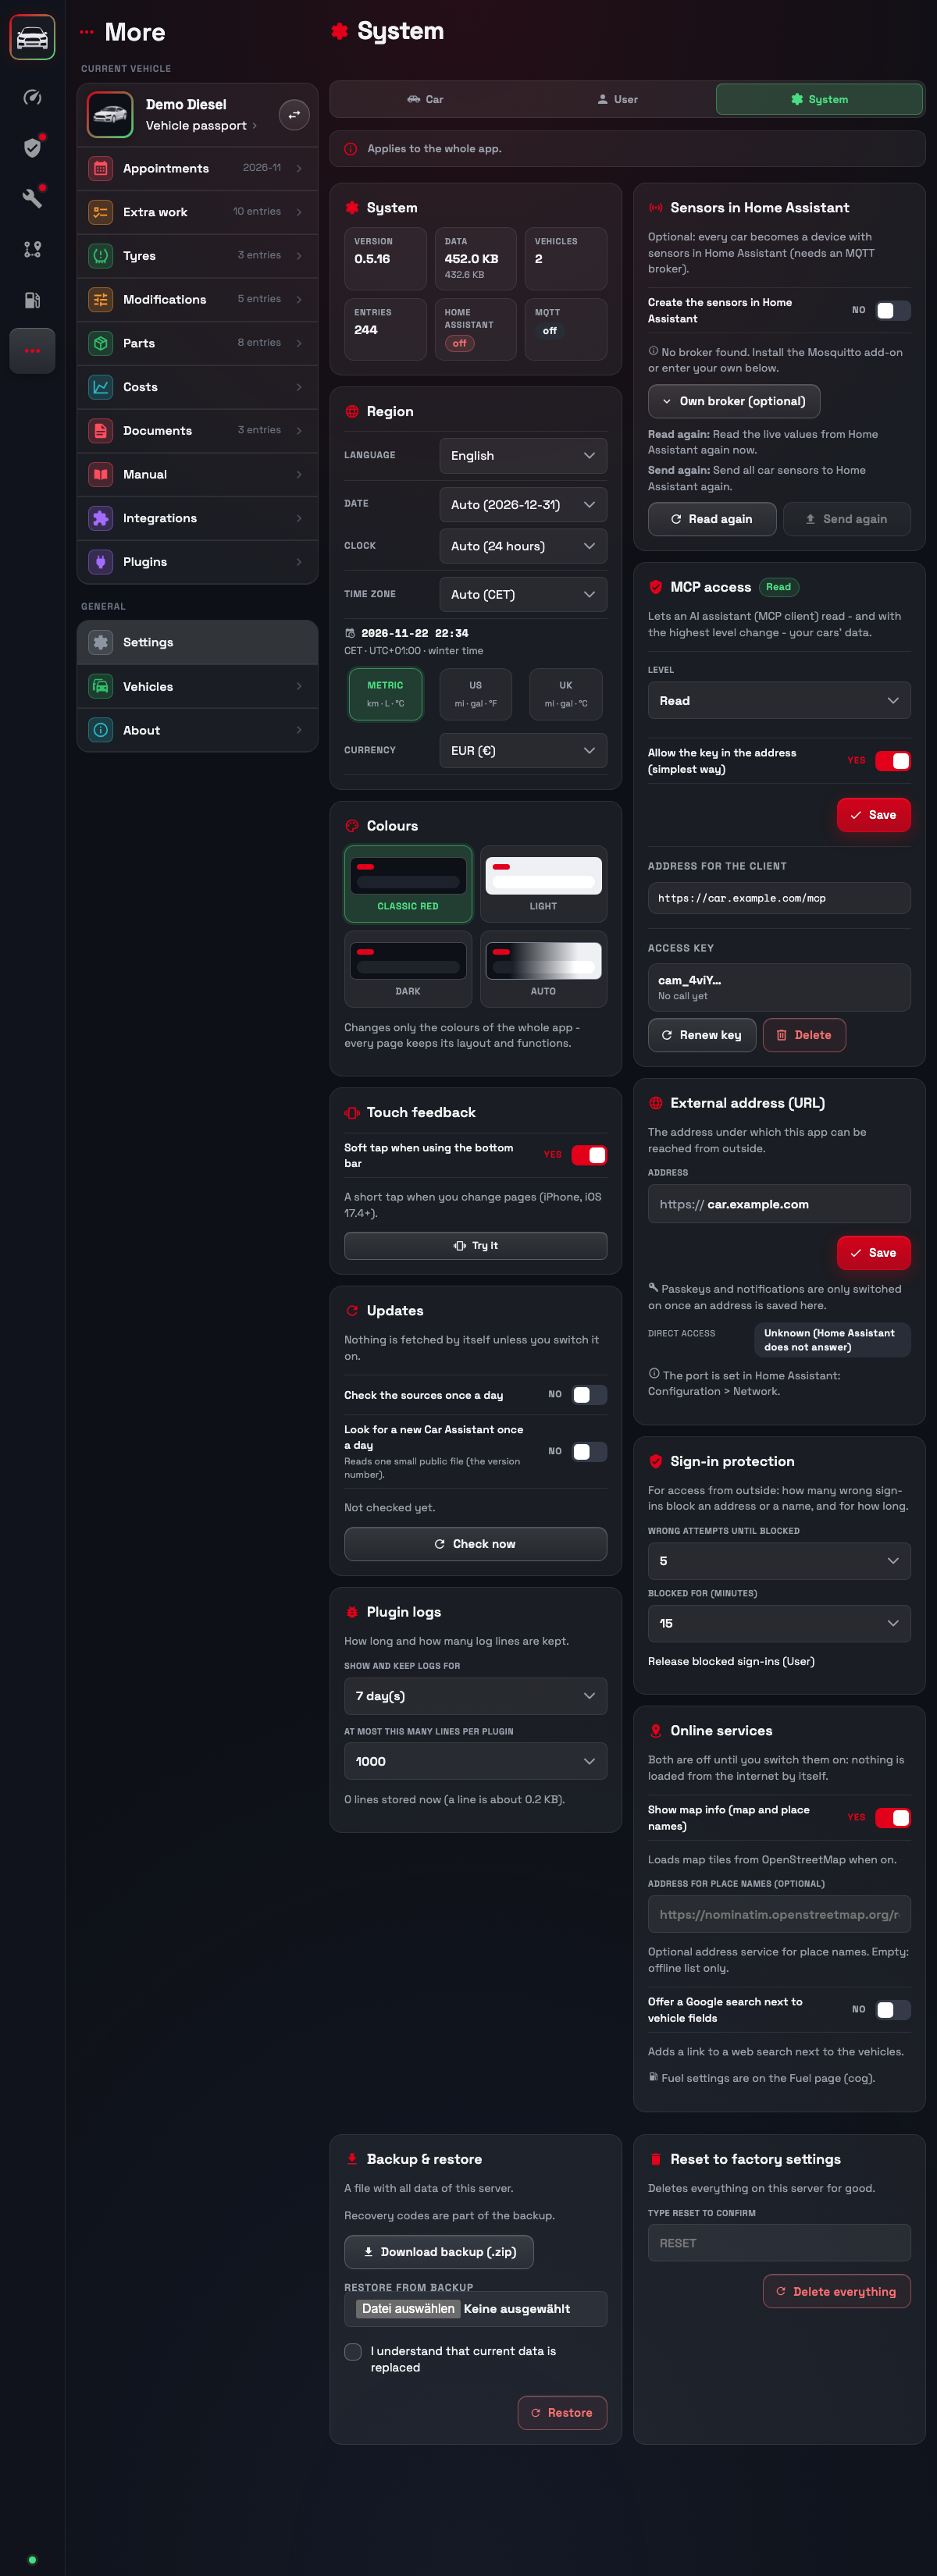 More
CURRENT VEHICLE
Demo Diesel
Vehicle passport
Appointments 2026-11
Extra work 10 entries
Tyres 3 entries
Modifications 5 entries
Parts 8 entries
Costs
Documents 3 entries
Manual
Integrations
Plugins
GENERAL
Settings
Vehicles
About
System
Car User System
Applies to the whole app.
System
VERSION
0.5.16
DATA
452.0 KB
432.6 KB
VEHICLES
2
ENTRIES
244
HOME
ASSISTANT
off
MQTT
off
Region
LANGUAGE English
DATE Auto (2026-12-31)
CLOCK Auto (24 hours)
TIME ZONE Auto (CET)
2026-11-22 22:34
CET · UTC+01:00 · winter time
METRIC
km · L · °C
US
mi · gal · °F
UK
mi · gal · °C
CURRENCY EUR (€)
Colours
CLASSIC RED
LIGHT
DARK
AUTO
Changes only the colours of the whole app -
every page keeps its layout and functions.
Touch feedback
Soft tap when using the bottom
bar
YES
A short tap when you change pages (iPhone, iOS
17.4+).
Try it
Updates
Nothing is fetched by itself unless you switch it
on.
Check the sources once a day NO
Look for a new Car Assistant once
a day
Reads one small public file (the version
number).
NO
Not checked yet.
Check now
Plugin logs
How long and how many log lines are kept.
SHOW AND KEEP LOGS FOR
7 day(s)
AT MOST THIS MANY LINES PER PLUGIN
1000
0 lines stored now (a line is about 0.2 KB).
Sensors in Home Assistant
Optional: every car becomes a device with
sensors in Home Assistant (needs an MQTT
broker).
Create the sensors in Home
Assistant
NO
No broker found. Install the Mosquitto add-on
or enter your own below.
Own broker (optional)
Read again: Read the live values from Home
Assistant again now.
Send again: Send all car sensors to Home
Assistant again.
Read again Send again
MCP access Read
Lets an AI assistant (MCP client) read - and with
the highest level change - your cars' data.
LEVEL
Read
Allow the key in the address
(simplest way)
YES
Save
ADDRESS FOR THE CLIENT
https://car.example.com/mcp
ACCESS KEY
cam_4viY…
No call yet
Renew key Delete
External address (URL)
The address under which this app can be
reached from outside.
ADDRESS
https:// car.example.com
Save
Passkeys and notifications are only switched
on once an address is saved here.
DIRECT ACCESS
Unknown (Home Assistant
does not answer)
The port is set in Home Assistant:
Configuration > Network.
Sign-in protection
For access from outside: how many wrong sign-
ins block an address or a name, and for how long.
WRONG ATTEMPTS UNTIL BLOCKED
5
BLOCKED FOR (MINUTES)
15
Release blocked sign-ins (User)
Online services
Both are off until you switch them on: nothing is
loaded from the internet by itself.
Show map info (map and place
names)
YES
Loads map tiles from OpenStreetMap when on.
ADDRESS FOR PLACE NAMES (OPTIONAL)
https://nominatim.openstreetmap.org/r
Optional address service for place names. Empty:
offline list only.
Offer a Google search next to
vehicle fields
NO
Adds a link to a web search next to the vehicles.
Fuel settings are on the Fuel page (cog).
Backup & restore
A file with all data of this server.
Recovery codes are part of the backup.
Download backup (.zip)
RESTORE FROM BACKUP
Datei auswählen Keine ausgewählt
I understand that current data is
replaced
Restore
Reset to factory settings
Deletes everything on this server for good.
TYPE RESET TO CONFIRM
RESET
Delete everything